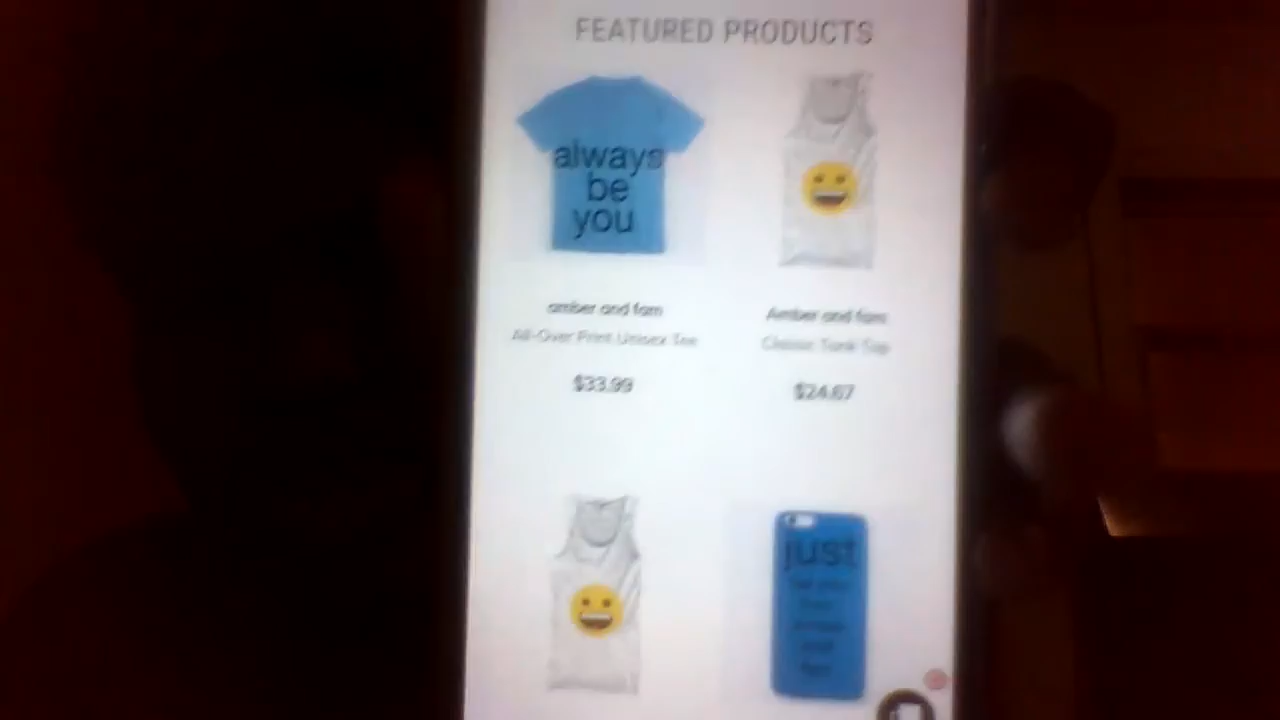 FEATURED PRODUCTS
always
be
you
amber and fam
All-Over Print Unisex Tee
$33.99
Amber and fam
Classic Tank Top
$24.67
just